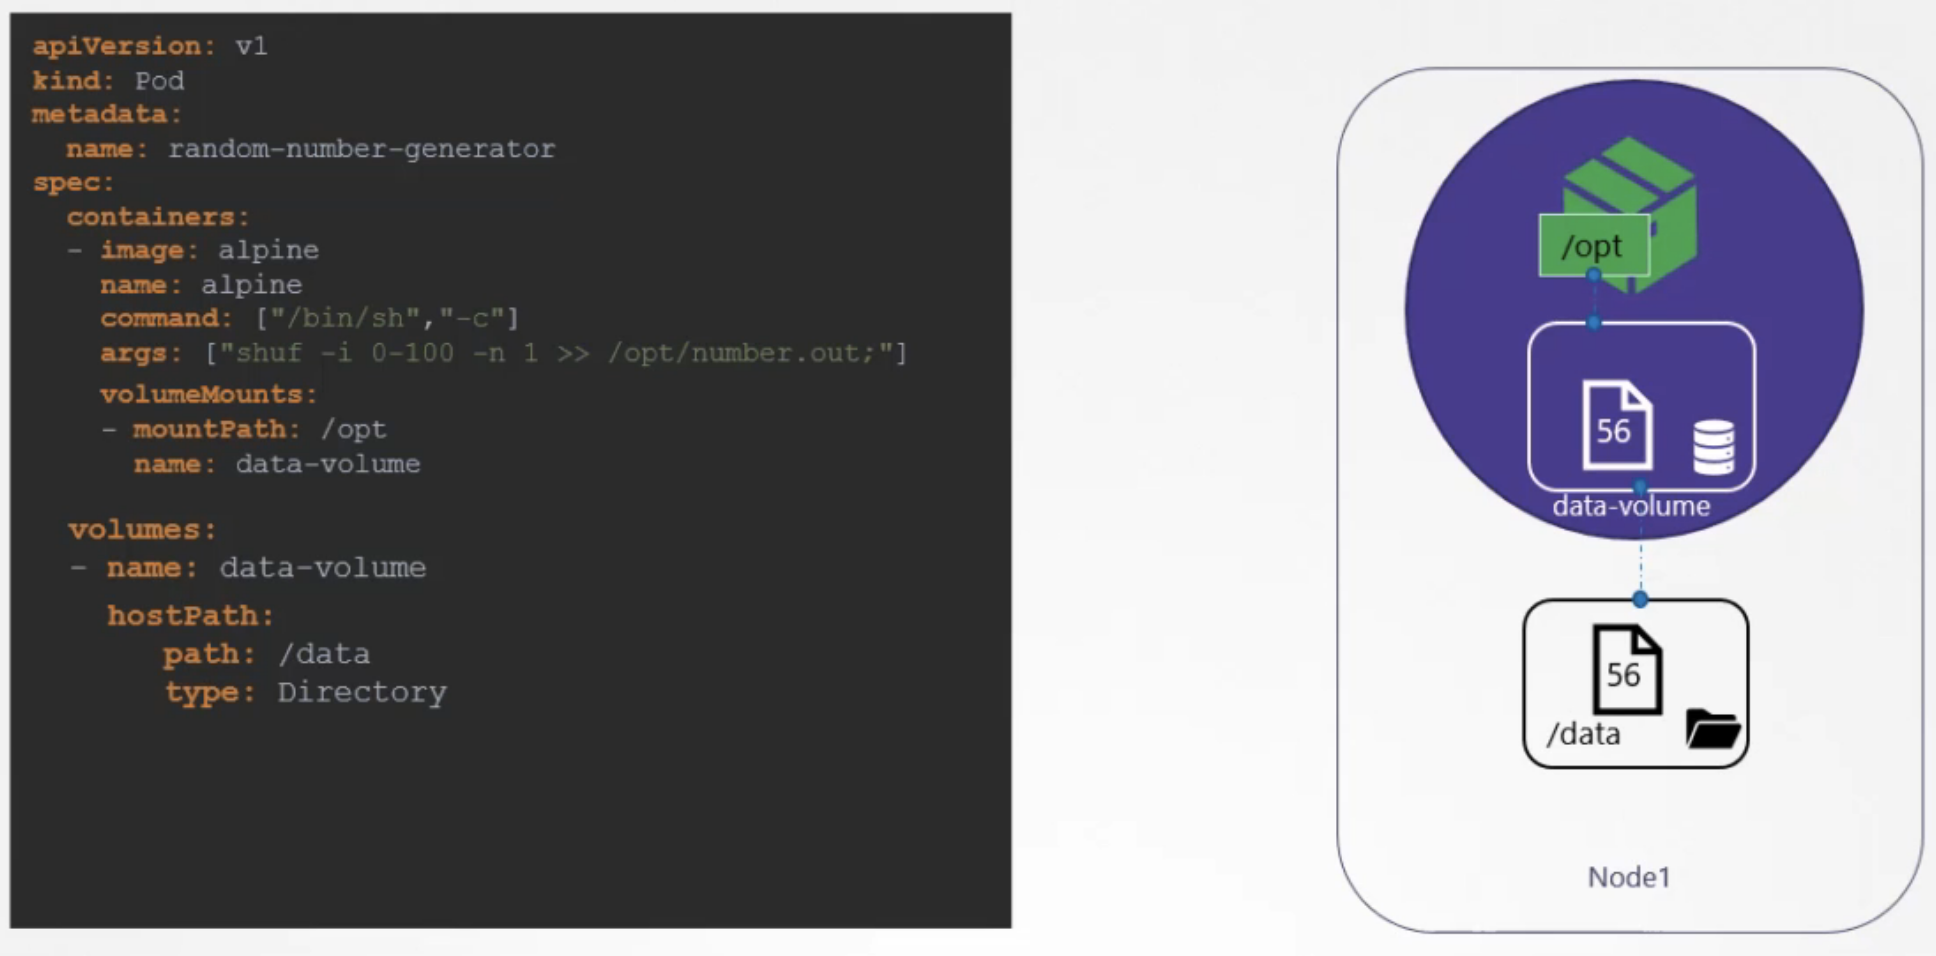 apiVersion: v1
kind: Pod
metadata:
  name: random-number-generator
spec:
  containers:
  - image: alpine
    name: alpine
    command: ["/bin/sh","-c"]
    args: ["shuf -i 0-100 -n 1 >> /opt/number.out;"]
    volumeMounts:
    - mountPath: /opt
      name: data-volume
  volumes:
  - name: data-volume
    hostPath:
       path: /data
       type: Directory
/opt
56
data-volume
56
/data
Node1